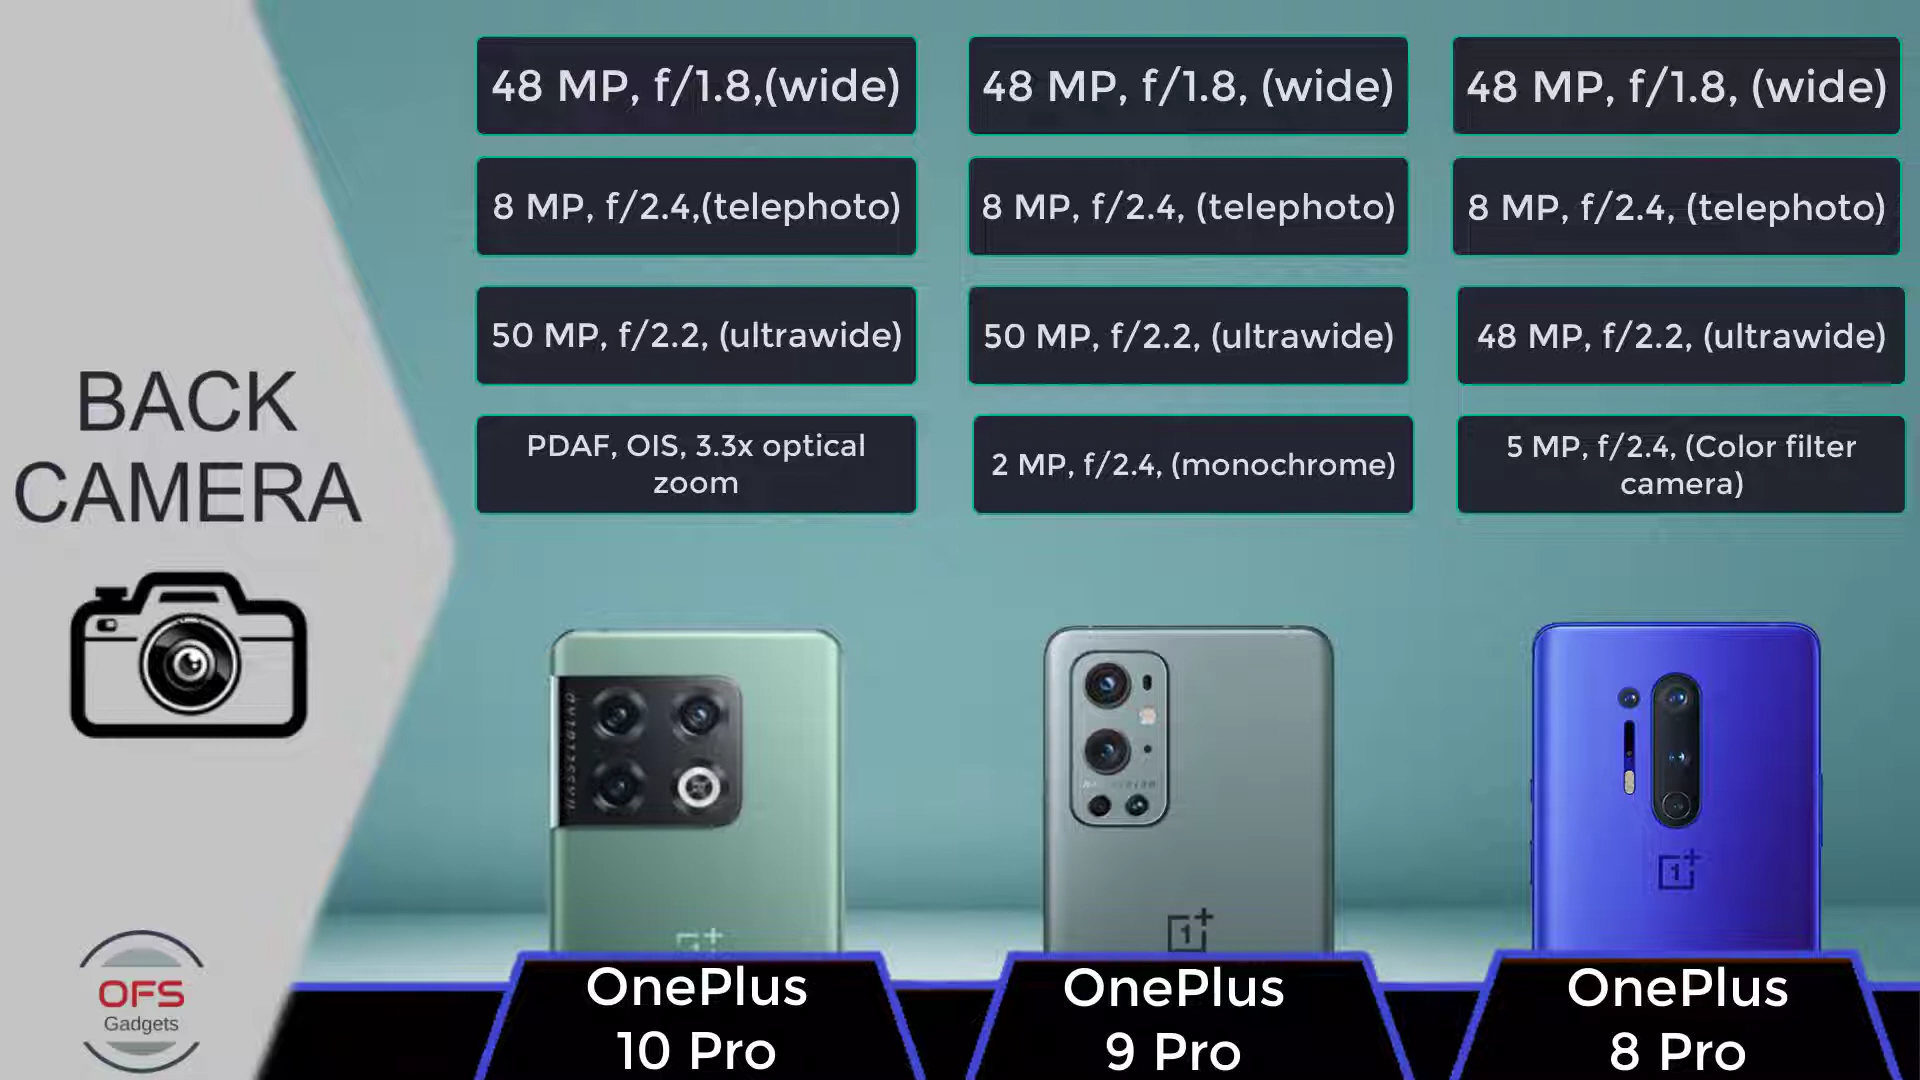 48 MP, f/1.8,(wide)
48 MP, f/1.8, (wide)
48 MP, f/1.8, (wide)
8 MP, f/2.4,(telephoto)
8 MP, f/2.4, (telephoto)
8 MP, f/2.4, (telephoto)
50 MP, f/2.2, (ultrawide)
50 MP, f/2.2, (ultrawide)
48 MP, f/2.2, (ultrawide)
PDAF, OIS, 3.3x optical
zoom
2 MP, f/2.4, (monochrome)
5 MP, f/2.4, (Color filter
camera)
BACK
CAMERA
HASSELBLAD
HASSELBLAD
OFS
Gadgets
OnePlus
10 Pro
OnePlus
9 Pro
OnePlus
8 Pro